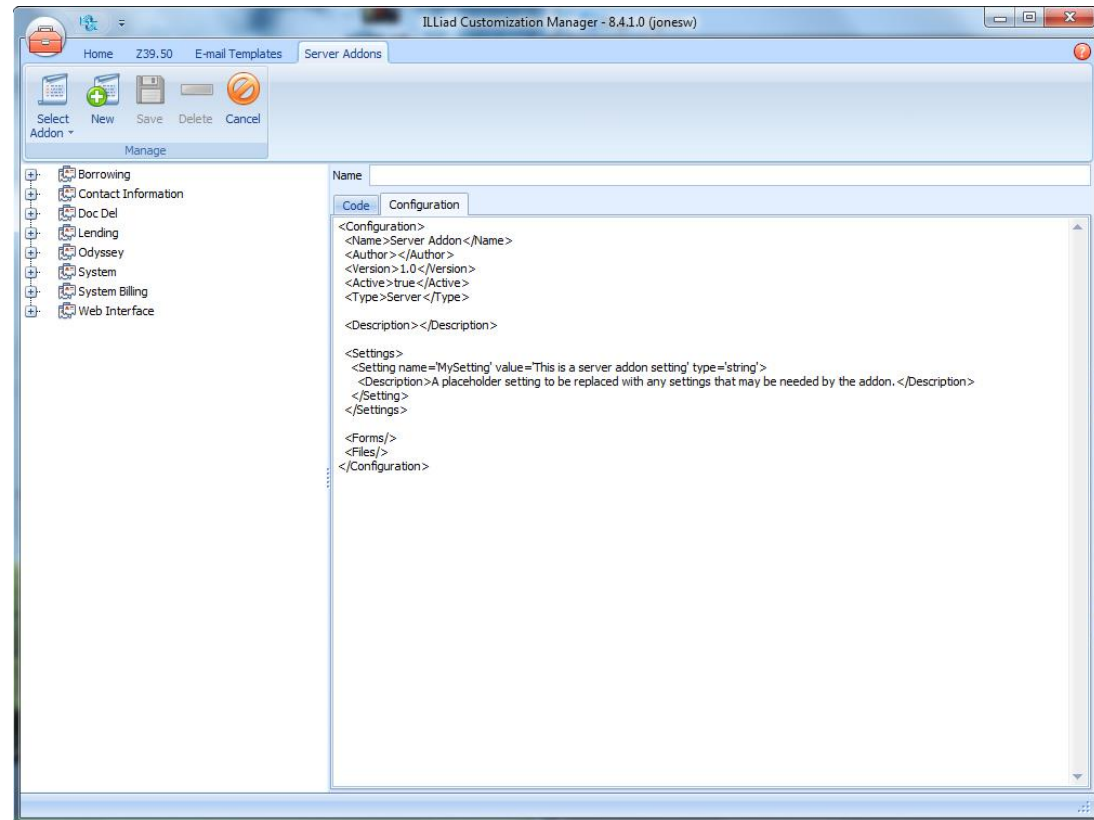 ILLiad Customization Manager - 8.4.1.0 (jonesw)
Home Z39.50 E-mail Templates Server Addons
Select Addon
New
Save
Delete
Cancel
Manage
Borrowing
Contact Information
Doc Del
Lending
Odyssey
System
System Billing
Web Interface
Name
Code Configuration
<Configuration>
<Name>Server Addon</Name>
<Author></Author>
<Version>1.0</Version>
<Active>true</Active>
<Type>Server</Type>
<Description></Description>
<Settings>
<Setting name='MySetting' value='This is a server addon setting' type='string'>
<Description>A placeholder setting to be replaced with any settings that may be needed by the addon.</Description>
</Setting>
</Settings>
<Forms/>
<Files/>
</Configuration>